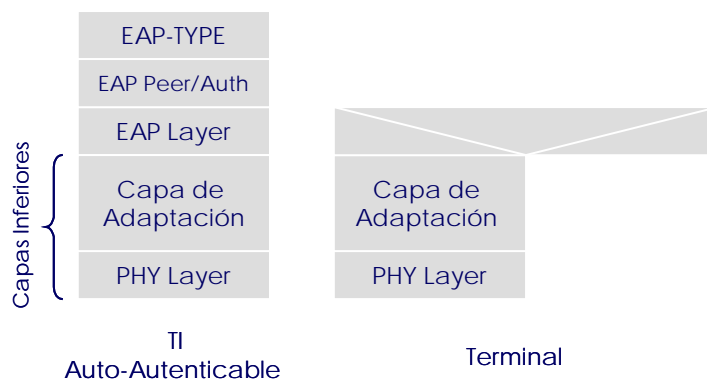 EAP-TYPE
EAP Peer/Auth
EAP Layer
Capas Inferiores
Capa de
Adaptación
PHY Layer
TI
Auto-Autenticable
Capa de
Adaptación
PHY Layer
Terminal